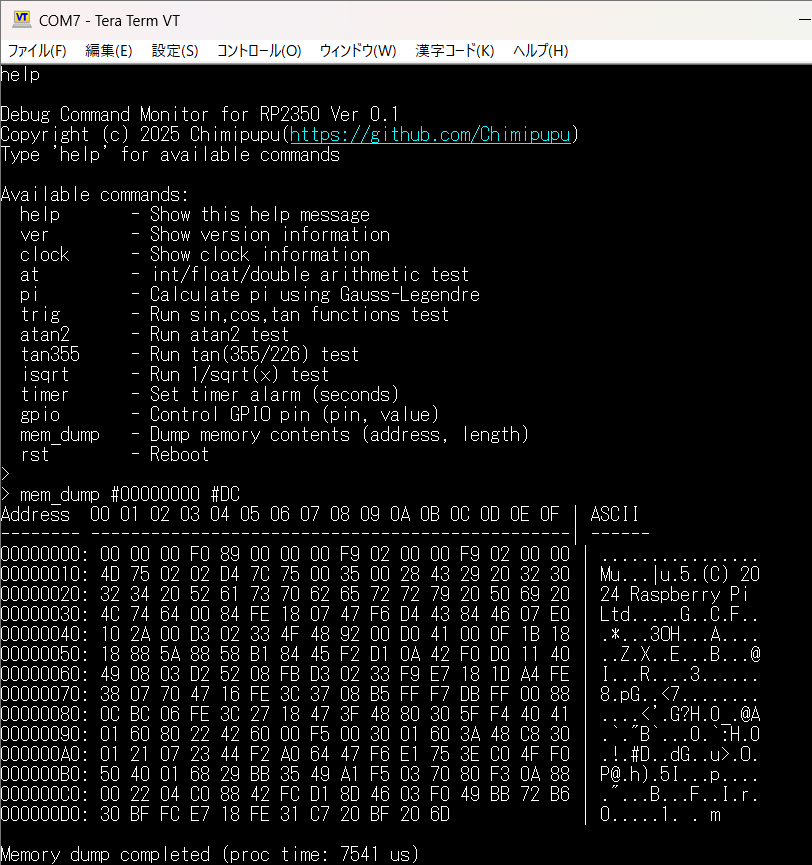 COM7 - Tera Term VT
ファイル(F) 編集(E) 設定(S) コントロール(O) ウィンドウ(W) 漢字コード(K) ヘルプ(H)
help
Debug Command Monitor for RP2350 Ver 0.1
Copyright (c) 2025 Chimipupu(https://github.com/Chimipupu)
Type 'help' for available commands
Available commands:
help - Show this help message
ver - Show version information
clock - Show clock information
at - int/float/double arithmetic test
pi - Calculate pi using Gauss-Legendre
trig - Run sin,cos,tan functions test
atan2 - Run atan2 test
tan355 - Run tan(355/226) test
isqrt - Run 1/sqrt(x) test
timer - Set timer alarm (seconds)
gpio - Control GPIO pin (pin, value)
mem_dump - Dump memory contents (address, length)
rst - Reboot
>
> mem_dump #00000000 #DC
Address 00 01 02 03 04 05 06 07 08 09 0A 0B 0C 0D 0E 0F | ASCII
-------- -----------------------------------------------| ------
00000000: 00 00 00 F0 89 00 00 00 F9 02 00 00 F9 02 00 00 | ................
00000010: 4D 75 02 02 D4 7C 75 00 35 00 28 43 29 20 32 30 | Mu...|u.5.(C) 20
00000020: 32 34 20 52 61 73 70 62 65 72 72 79 20 50 69 20 | 24 Raspberry Pi
00000030: 4C 74 64 00 84 FE 18 07 47 F6 D4 43 84 46 07 E0 | Ltd.....G..C.F..
00000040: 10 2A 00 D3 02 33 4F 48 92 00 D0 41 00 0F 1B 18 | .*...3OH...A....
00000050: 18 88 5A 88 58 B1 84 45 F2 D1 0A 42 F0 D0 11 40 | ..Z.X..E...B...@
00000060: 49 08 03 D2 52 08 FB D3 02 33 F9 E7 18 1D A4 FE | I...R....3......
00000070: 38 07 70 47 16 FE 3C 37 08 B5 FF F7 DB FF 00 88 | 8.pG..<7........
00000080: 0C BC 06 FE 3C 27 18 47 3F 48 80 30 5F F4 40 41 | ....<'.G?H.0_.@A
00000090: 01 60 80 22 42 60 00 F5 00 30 01 60 3A 48 C8 30 | .`."B`...0.`:H.0
000000A0: 01 21 07 23 44 F2 A0 64 47 F6 E1 75 3E C0 4F F0 | .!.#D..dG..u>.O.
000000B0: 50 40 01 68 29 BB 35 49 A1 F5 03 70 80 F3 0A 88 | P@.h).5I...p....
000000C0: 00 22 04 C0 88 42 FC D1 8D 46 03 F0 49 BB 72 B6 | ."...B...F..I.r.
000000D0: 30 BF FC E7 18 FE 31 C7 20 BF 20 6D | 0.....1. . m
Memory dump completed (proc time: 7541 us)